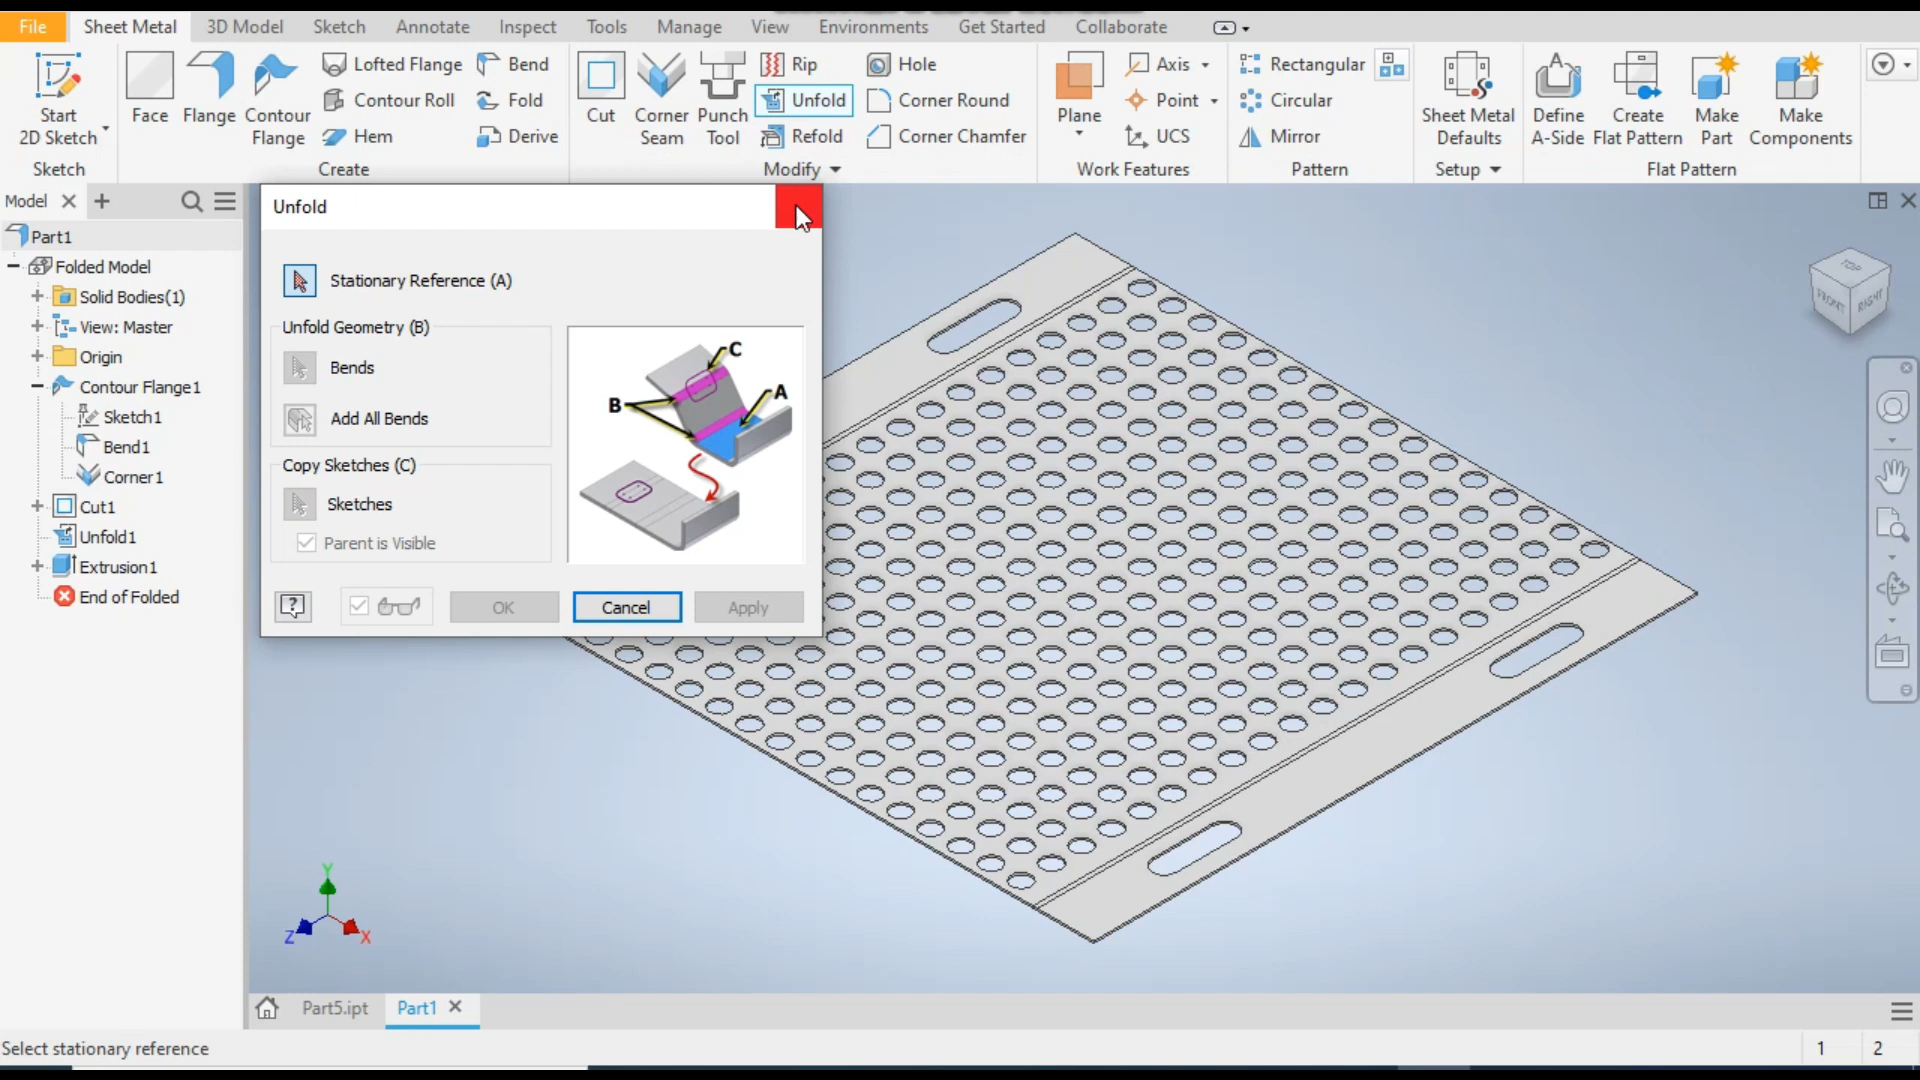 File Sheet Metal 3D Model Sketch Annotate Inspect Tools Manage View Environments Get Started Collaborate
Start 2D Sketch
Face
Flange
Contour Flange
Lofted Flange
Contour Roll
Hem
Bend
Fold
Derive
Cut
Corner Seam
Punch Tool
Rip
Unfold
Refold
Hole
Corner Round
Corner Chamfer
Plane
Axis
Point
UCS
Rectangular
Circular
Mirror
Sheet Metal Defaults
Define A-Side
Create Flat Pattern
Make Part
Make Components
Sketch Create Modify Work Features Pattern Setup Flat Pattern
Model
Part1
Folded Model
Solid Bodies(1)
View: Master
Origin
Contour Flange1
Sketch1
Bend1
Corner1
Cut1
Unfold1
Extrusion1
End of Folded
Unfold
Stationary Reference (A)
Unfold Geometry (B)
Bends
Add All Bends
Copy Sketches (C)
Sketches
Parent is Visible
C
B
A
?
OK Cancel Apply
TOP
FRONT RIGHT
Y
Z X
Part5.ipt Part1
Select stationary reference
1 2